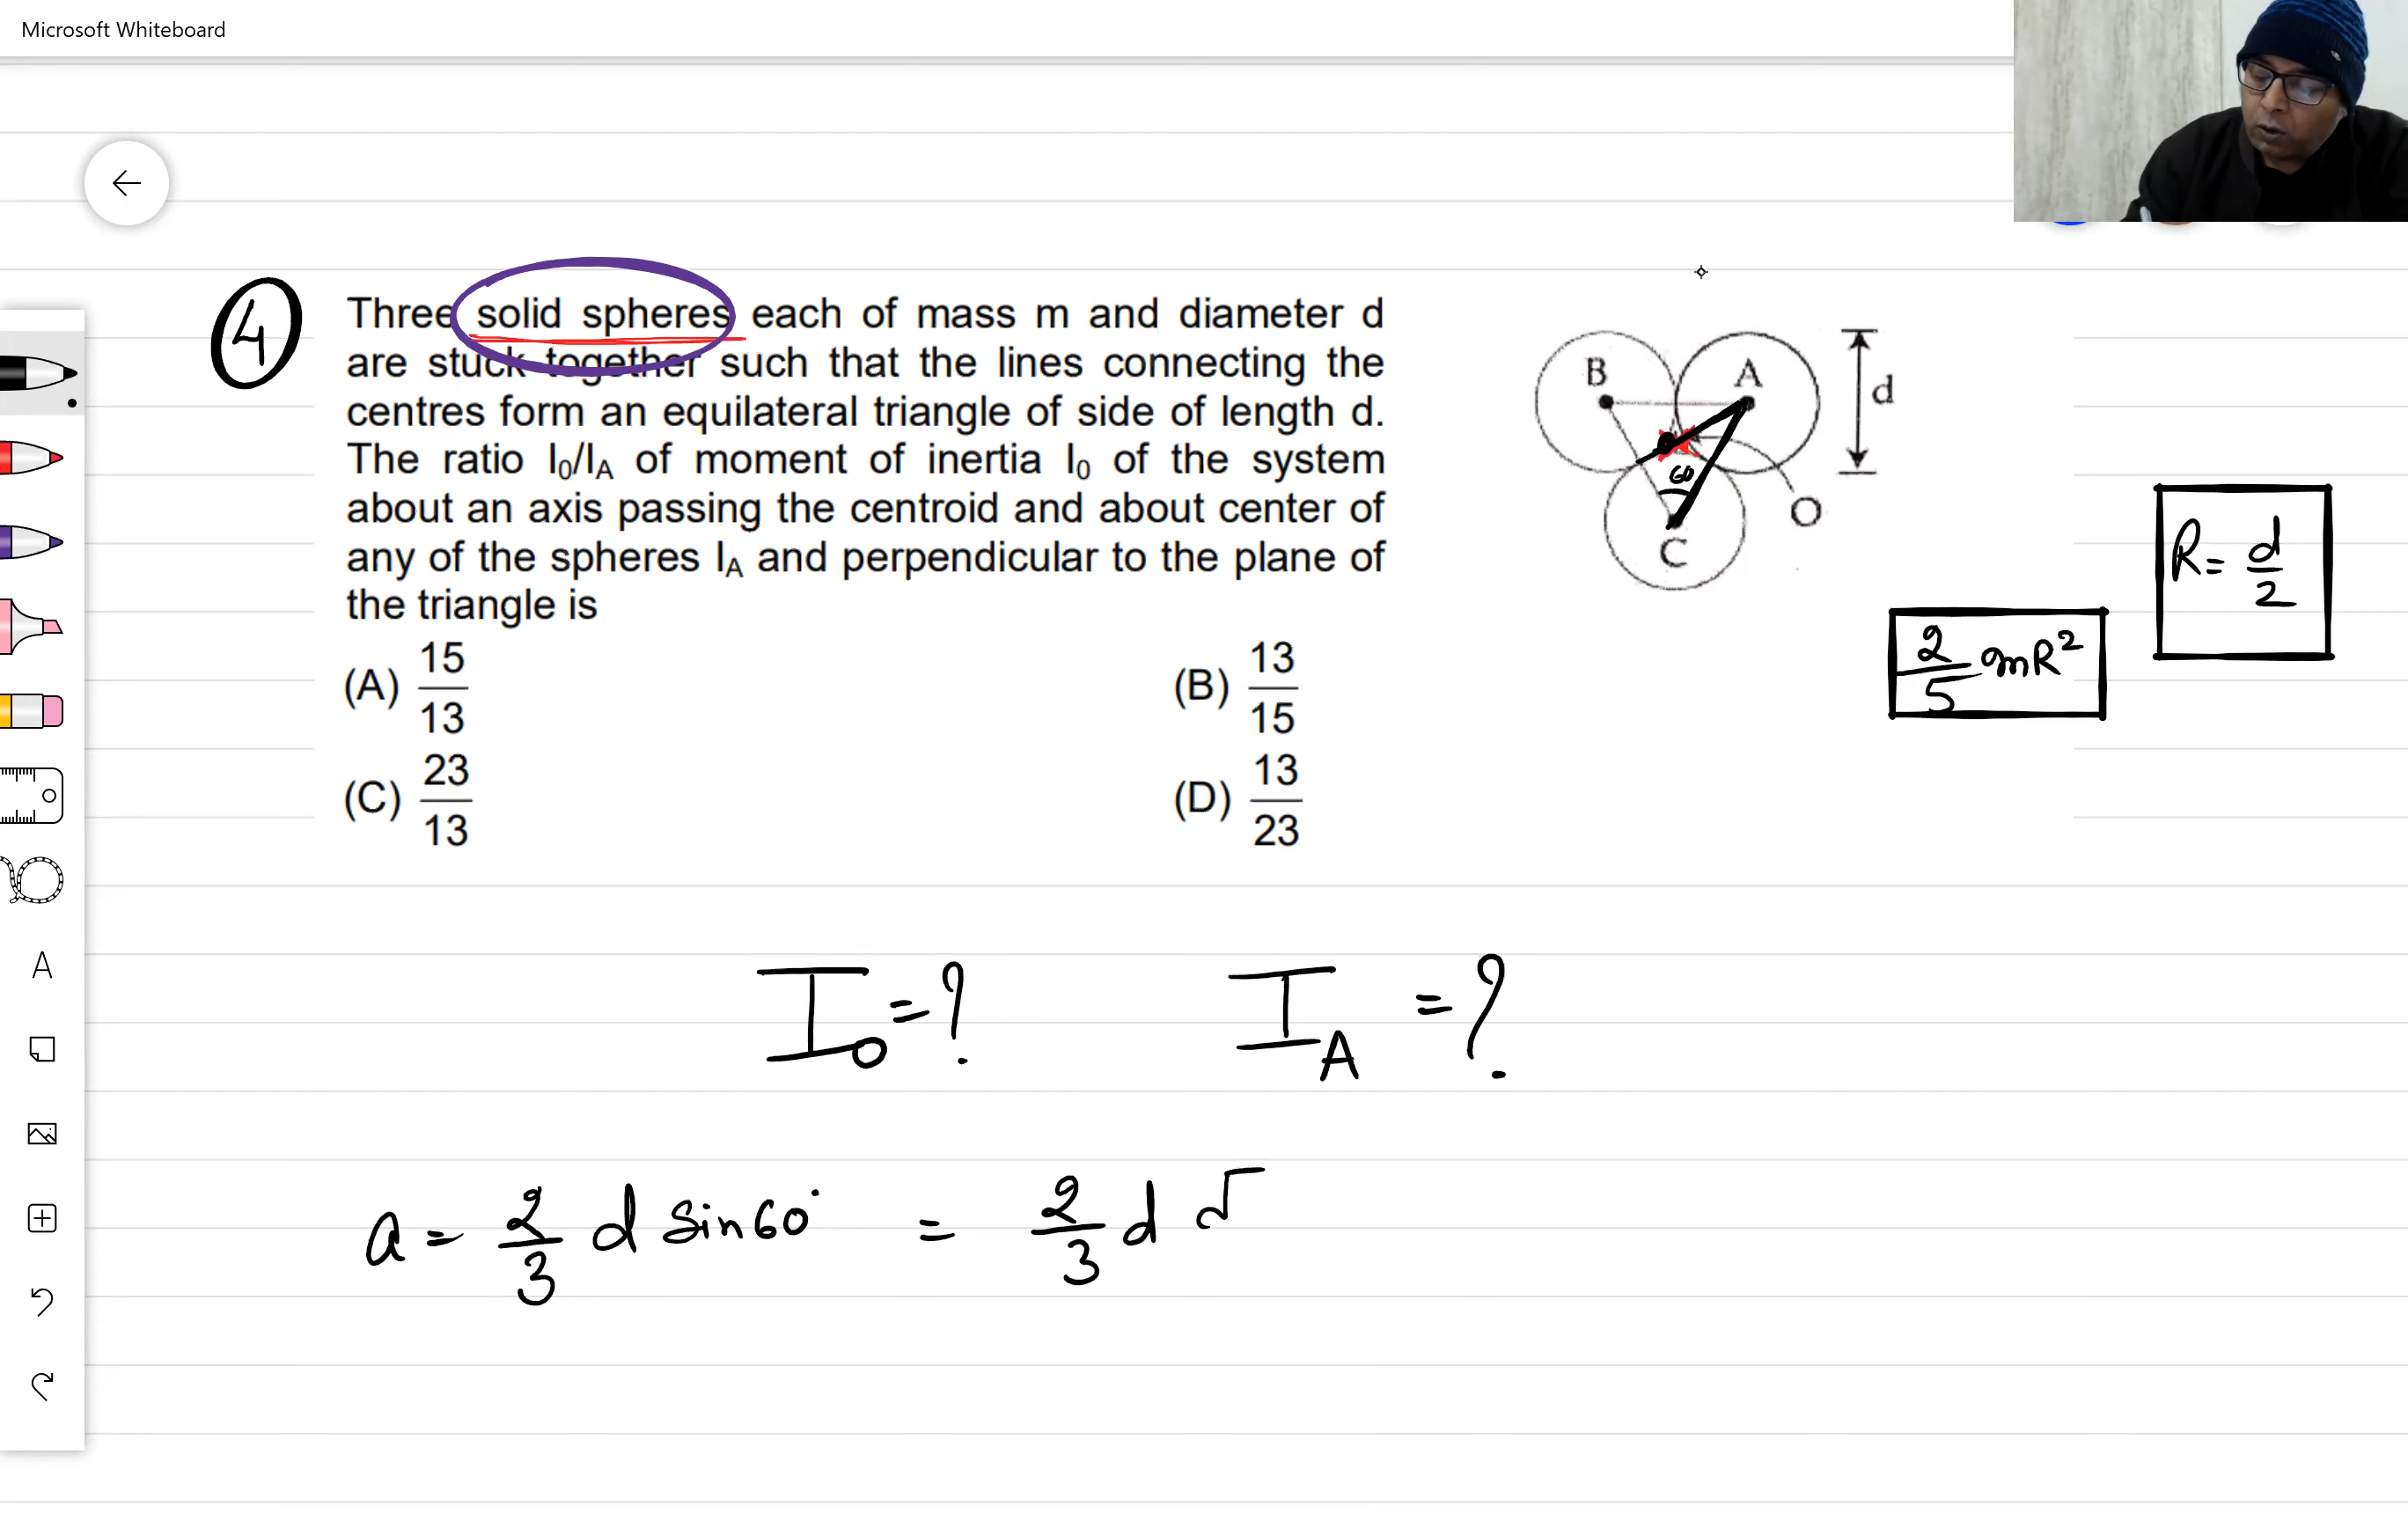 Microsoft Whiteboard
4
Three solid spheres each of mass m and diameter d
are stuck together such that the lines connecting the
centres form an equilateral triangle of side of length d.
The ratio I₀/I_A of moment of inertia I₀ of the system
about an axis passing the centroid and about center of
any of the spheres I_A and perpendicular to the plane of
the triangle is
(A) 15/13
(B) 13/15
(C) 23/13
(D) 13/23
B
A
d
60
O
C
R = d/2
2/5 mR²
I₀ = ?
I_A = ?
a = 2/3 d sin60° = 2/3 d √
A